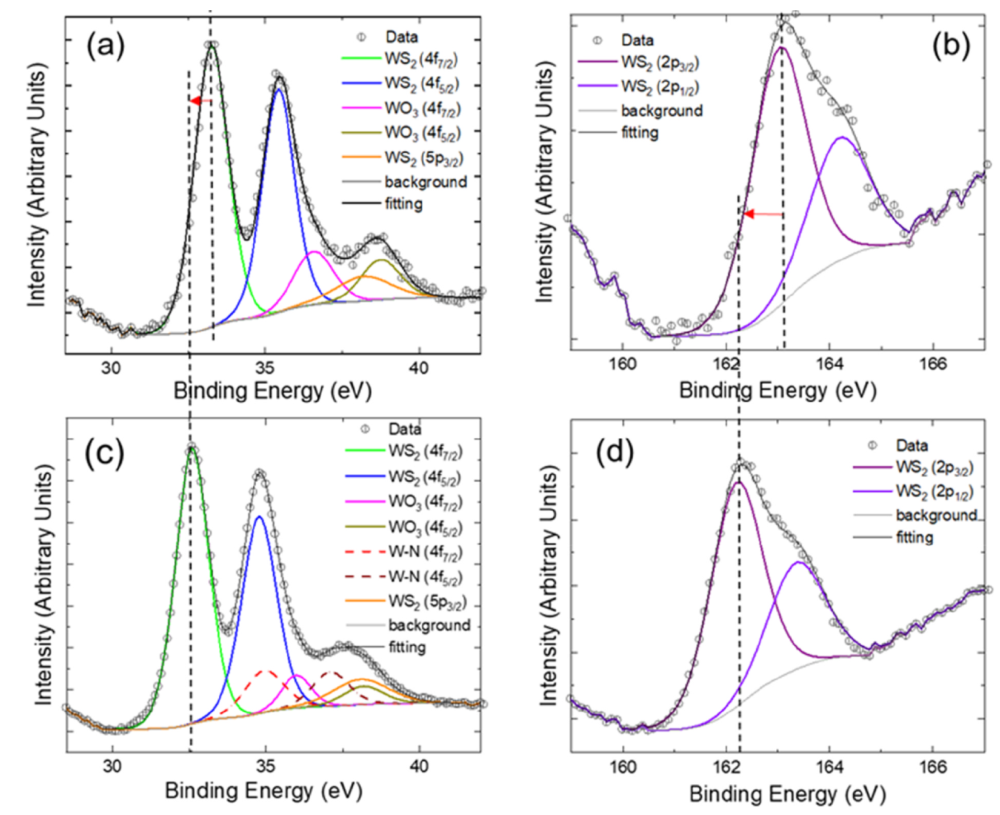 (a)
Data
WS2 (4f7/2)
WS2 (4f5/2)
WO3 (4f7/2)
WO3 (4f5/2)
WS2 (5p3/2)
background
fitting
Intensity (Arbitrary Units)
30 35 40
Binding Energy (eV)
(b)
Data
WS2 (2p3/2)
WS2 (2p1/2)
background
fitting
Intensity (Arbitrary Units)
160 162 164 166
Binding Energy (eV)
(c)
Data
WS2 (4f7/2)
WS2 (4f5/2)
WO3 (4f7/2)
WO3 (4f5/2)
W-N (4f7/2)
W-N (4f5/2)
WS2 (5p3/2)
background
fitting
Intensity (Arbitrary Units)
30 35 40
Binding Energy (eV)
(d)
Data
WS2 (2p3/2)
WS2 (2p1/2)
background
fitting
Intensity (Arbitrary Units)
160 162 164 166
Binding Energy (eV)